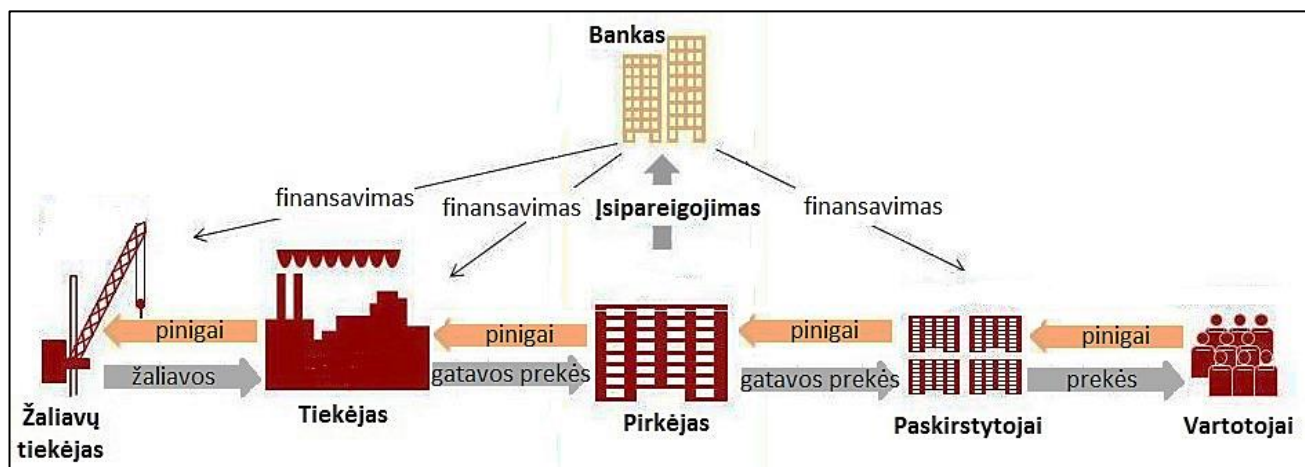 Bankas
finansavimas
finansavimas
Įsipareigojimas
finansavimas
pinigai
pinigai
pinigai
pinigai
žaliavos
gatavos prekės
gatavos prekės
prekės
Žaliavų
tiekėjas
Tiekėjas
Pirkėjas
Paskirstytojai
Vartotojai